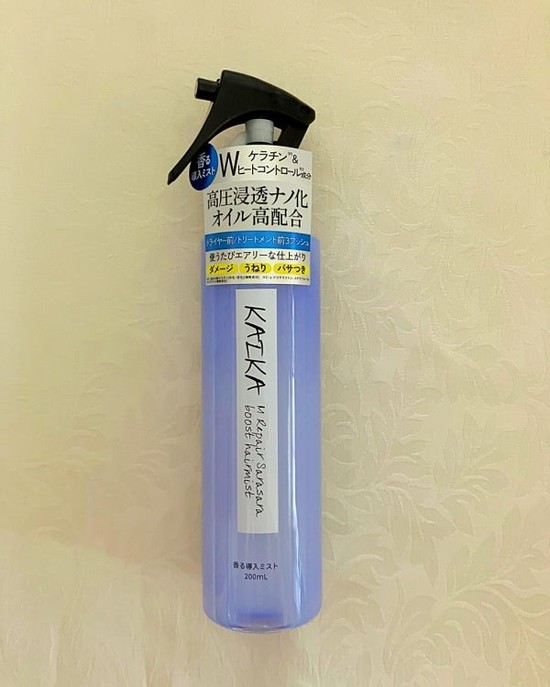 香る
導入ミスト
ケラチン※1&
Wヒートコントロール
高圧浸透ナノ化
オイル高配合
ドライヤー前/トリートメント前3プッシュ
使うたびエアリーな仕上がり
ダメージ うねり パサつき
KAIKA
M Repair Sarasara
boost hairmist
香る導入ミスト
200mL